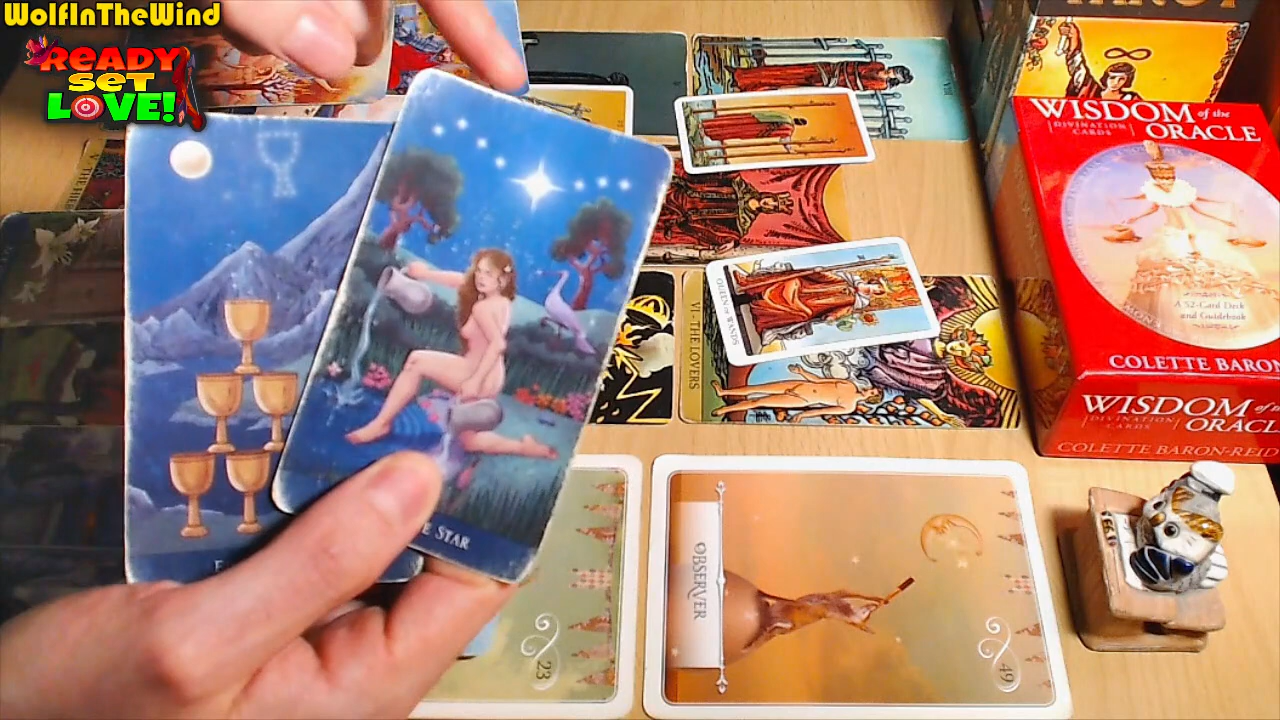 WolfInTheWind
READY
SET
LOVE!
TAROT
WISDOM of the
DIVINATION
CARDS
ORACLE
A 52-Card Deck
and Guidebook
COLETTE BARON-
WISDOM of the
DIVINATION
CARDS
ORACLE
COLETTE BARON-REID
QUEEN of WANDS
VI · THE LOVERS
E STAR
OBSERVER
23
49